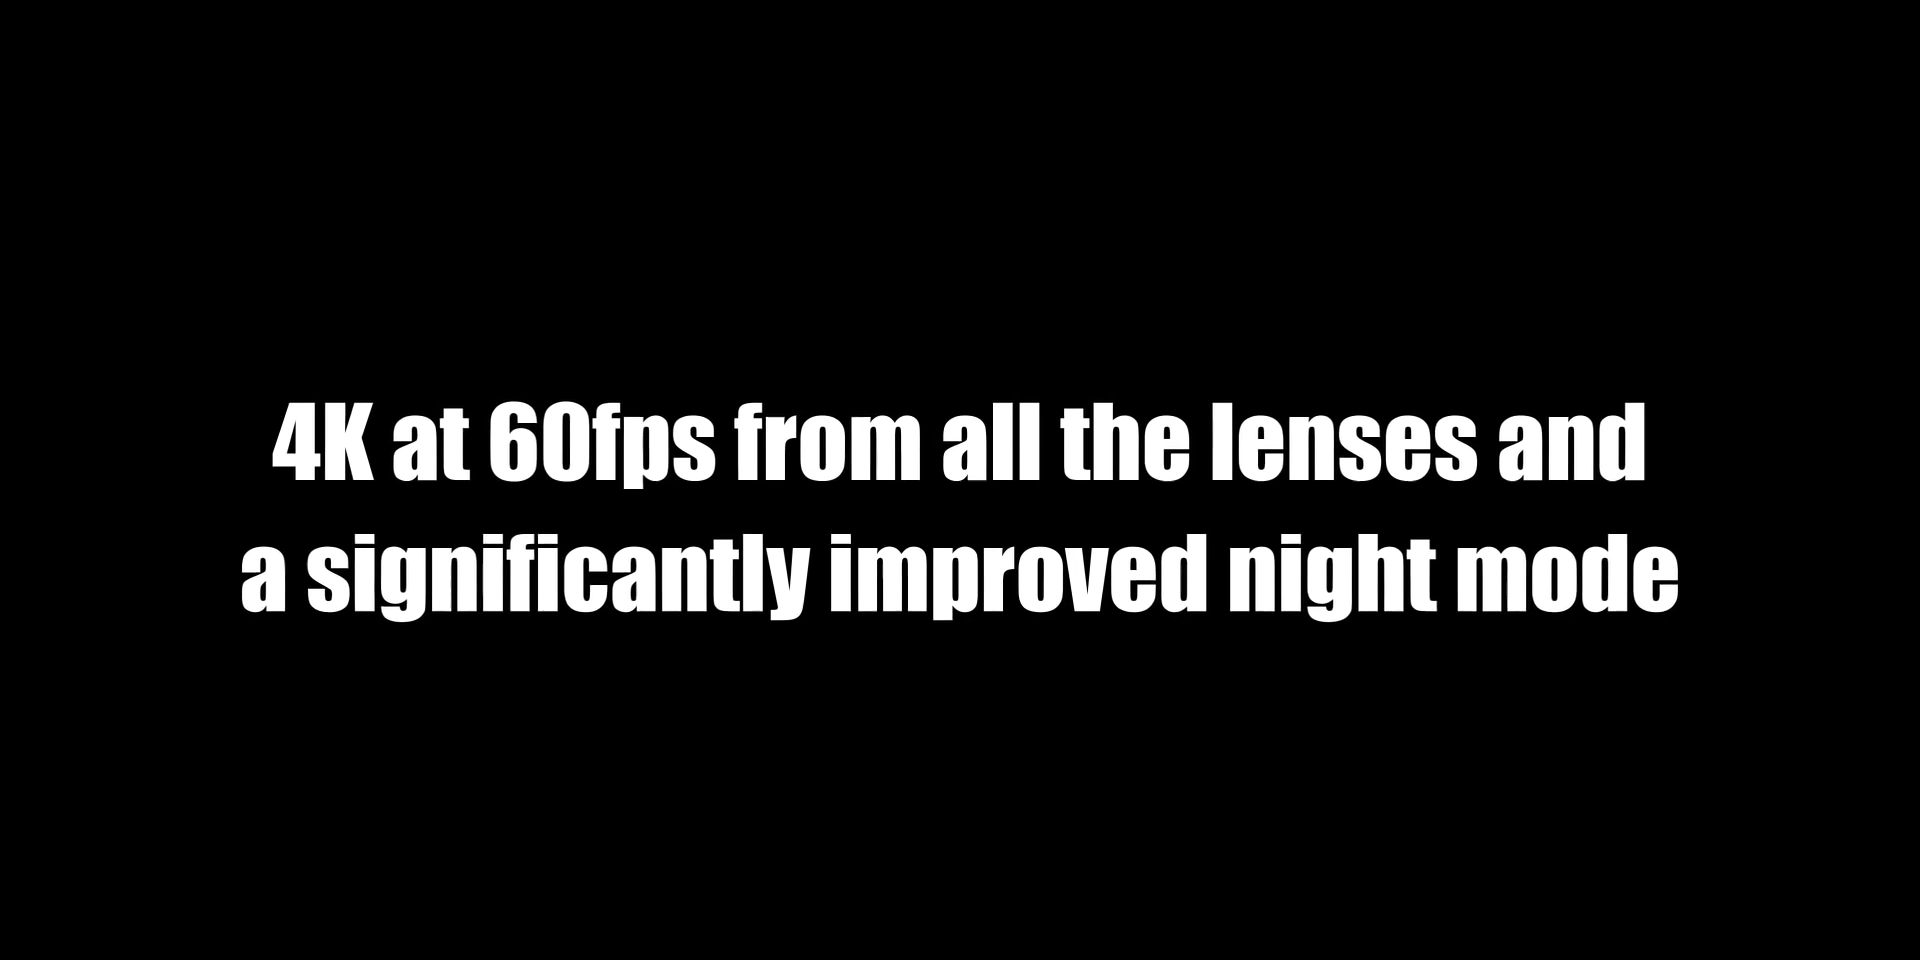 4K at 60fps from all the lenses and
a significantly improved night mode